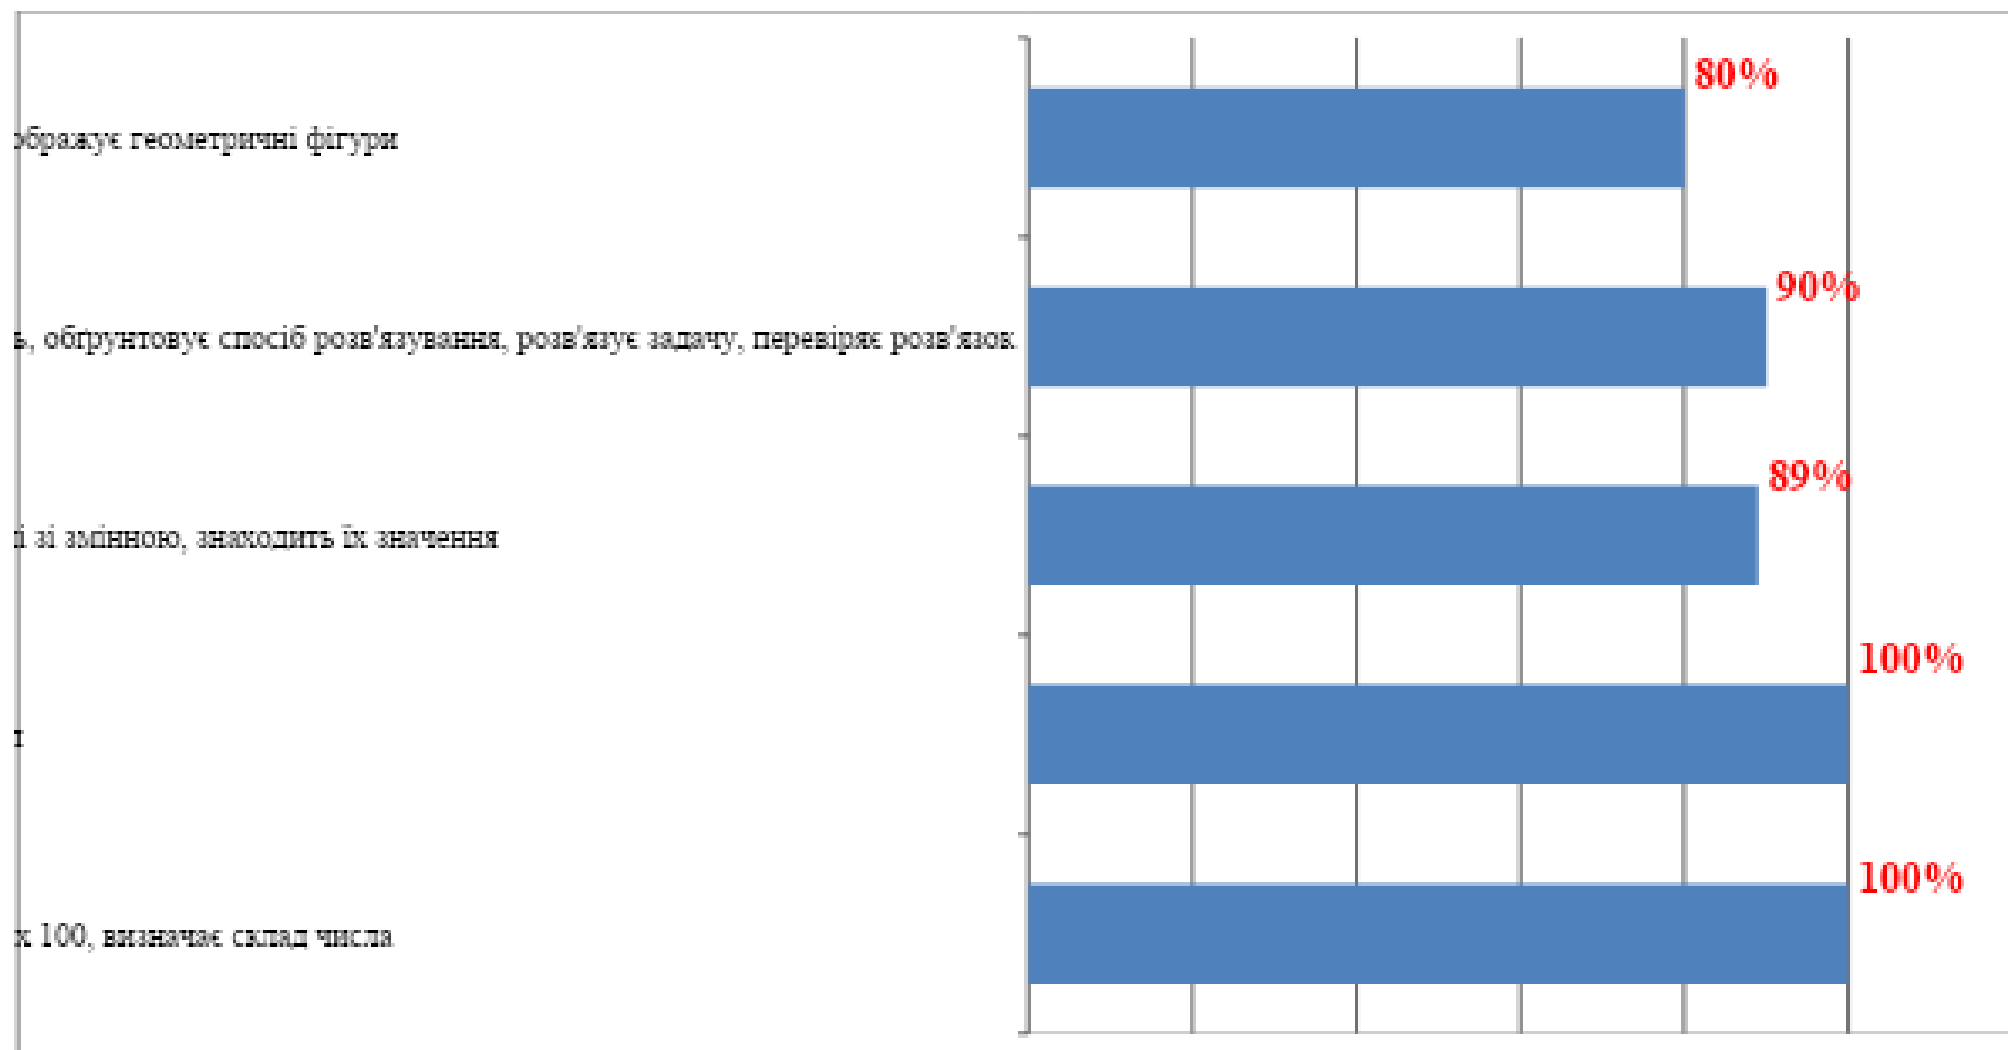 80%
ображує геометричні фігури
90%
ь, обґрунтовує спосіб розв'язування, розв'язує задачу, перевіряє розв'язок
89%
і зі змінною, знаходить їх значення
100%
100%
х 100, визначає склад числа